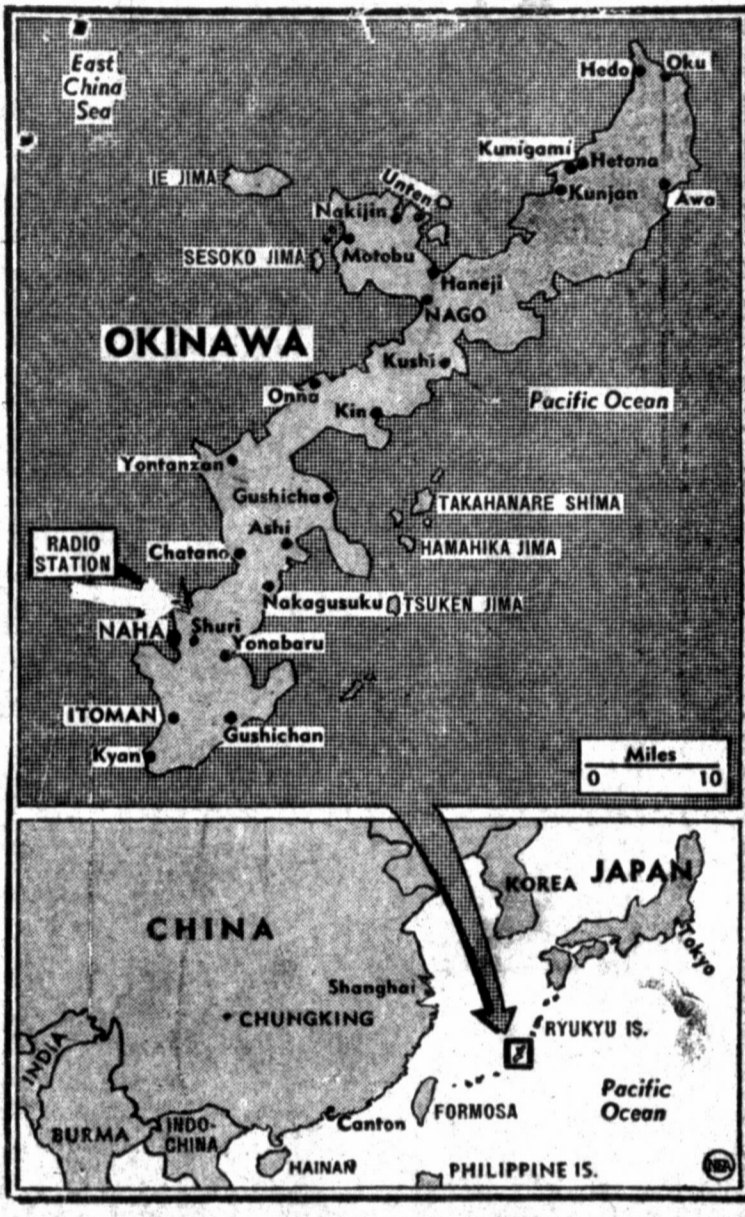 East
China
Sea
Hedo
Oku
Kunigami
Hetona
Kunjan
Awa
IE JIMA
Unten
Nakijin
SESOKO JIMA
Motobu
Haneji
NAGO
OKINAWA
Kushi
Onna
Kin
Pacific Ocean
Yontanzan
Gushicha
TAKAHANARE SHIMA
Ashi
RADIO
STATION
Chatano
HAMAHIKA JIMA
Nakagusuku
TSUKEN JIMA
NAHA
Shuri
Yonabaru
ITOMAN
Gushichan
Kyan
Miles
0 10
KOREA
JAPAN
CHINA
Tokyo
Shanghai
CHUNGKING
RYUKYU IS.
INDIA
Pacific
Ocean
FORMOSA
BURMA
INDO-
CHINA
Canton
HAINAN
PHILIPPINE IS.
NEA